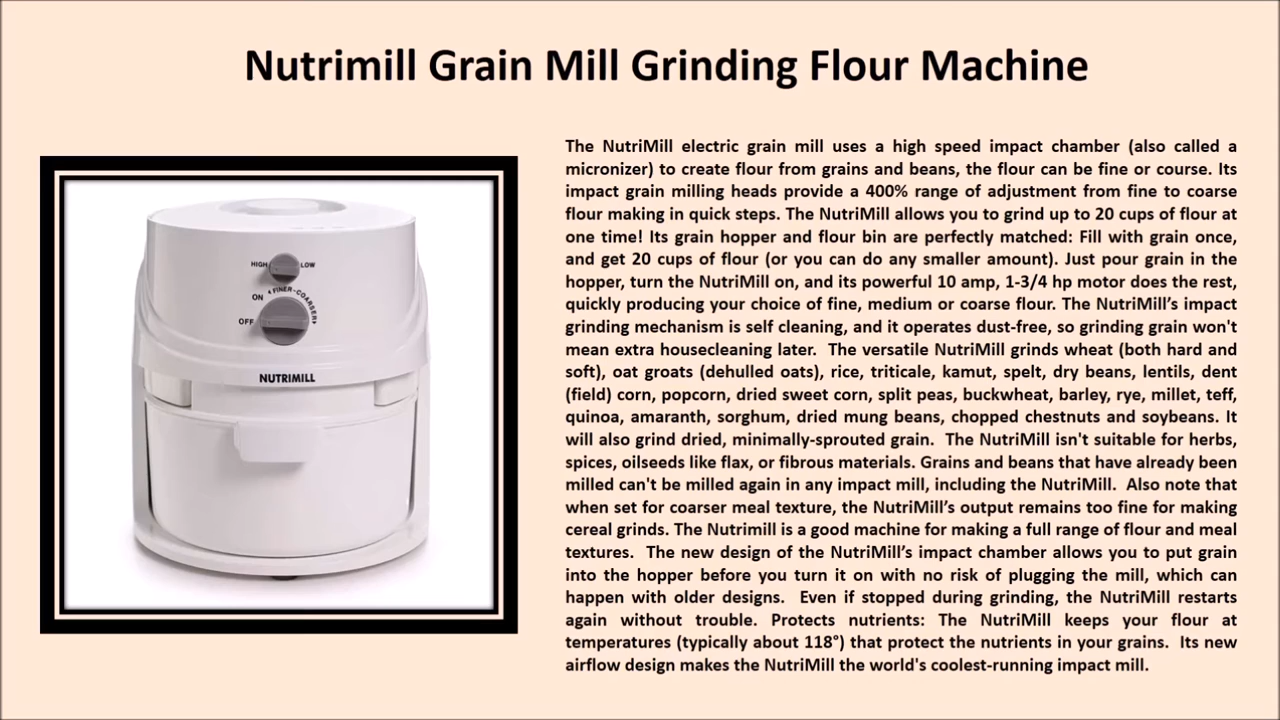 Nutrimill Grain Mill Grinding Flour Machine
HIGH LOW
FINER-COARSER
ON
OFF
NUTRIMILL
The NutriMill electric grain mill uses a high speed impact chamber (also called a
micronizer) to create flour from grains and beans, the flour can be fine or course. Its
impact grain milling heads provide a 400% range of adjustment from fine to coarse
flour making in quick steps. The NutriMill allows you to grind up to 20 cups of flour at
one time! Its grain hopper and flour bin are perfectly matched: Fill with grain once,
and get 20 cups of flour (or you can do any smaller amount). Just pour grain in the
hopper, turn the NutriMill on, and its powerful 10 amp, 1-3/4 hp motor does the rest,
quickly producing your choice of fine, medium or coarse flour. The NutriMill’s impact
grinding mechanism is self cleaning, and it operates dust-free, so grinding grain won't
mean extra housecleaning later. The versatile NutriMill grinds wheat (both hard and
soft), oat groats (dehulled oats), rice, triticale, kamut, spelt, dry beans, lentils, dent
(field) corn, popcorn, dried sweet corn, split peas, buckwheat, barley, rye, millet, teff,
quinoa, amaranth, sorghum, dried mung beans, chopped chestnuts and soybeans. It
will also grind dried, minimally-sprouted grain. The NutriMill isn't suitable for herbs,
spices, oilseeds like flax, or fibrous materials. Grains and beans that have already been
milled can't be milled again in any impact mill, including the NutriMill. Also note that
when set for coarser meal texture, the NutriMill’s output remains too fine for making
cereal grinds. The Nutrimill is a good machine for making a full range of flour and meal
textures. The new design of the NutriMill’s impact chamber allows you to put grain
into the hopper before you turn it on with no risk of plugging the mill, which can
happen with older designs. Even if stopped during grinding, the NutriMill restarts
again without trouble. Protects nutrients: The NutriMill keeps your flour at
temperatures (typically about 118°) that protect the nutrients in your grains. Its new
airflow design makes the NutriMill the world's coolest-running impact mill.